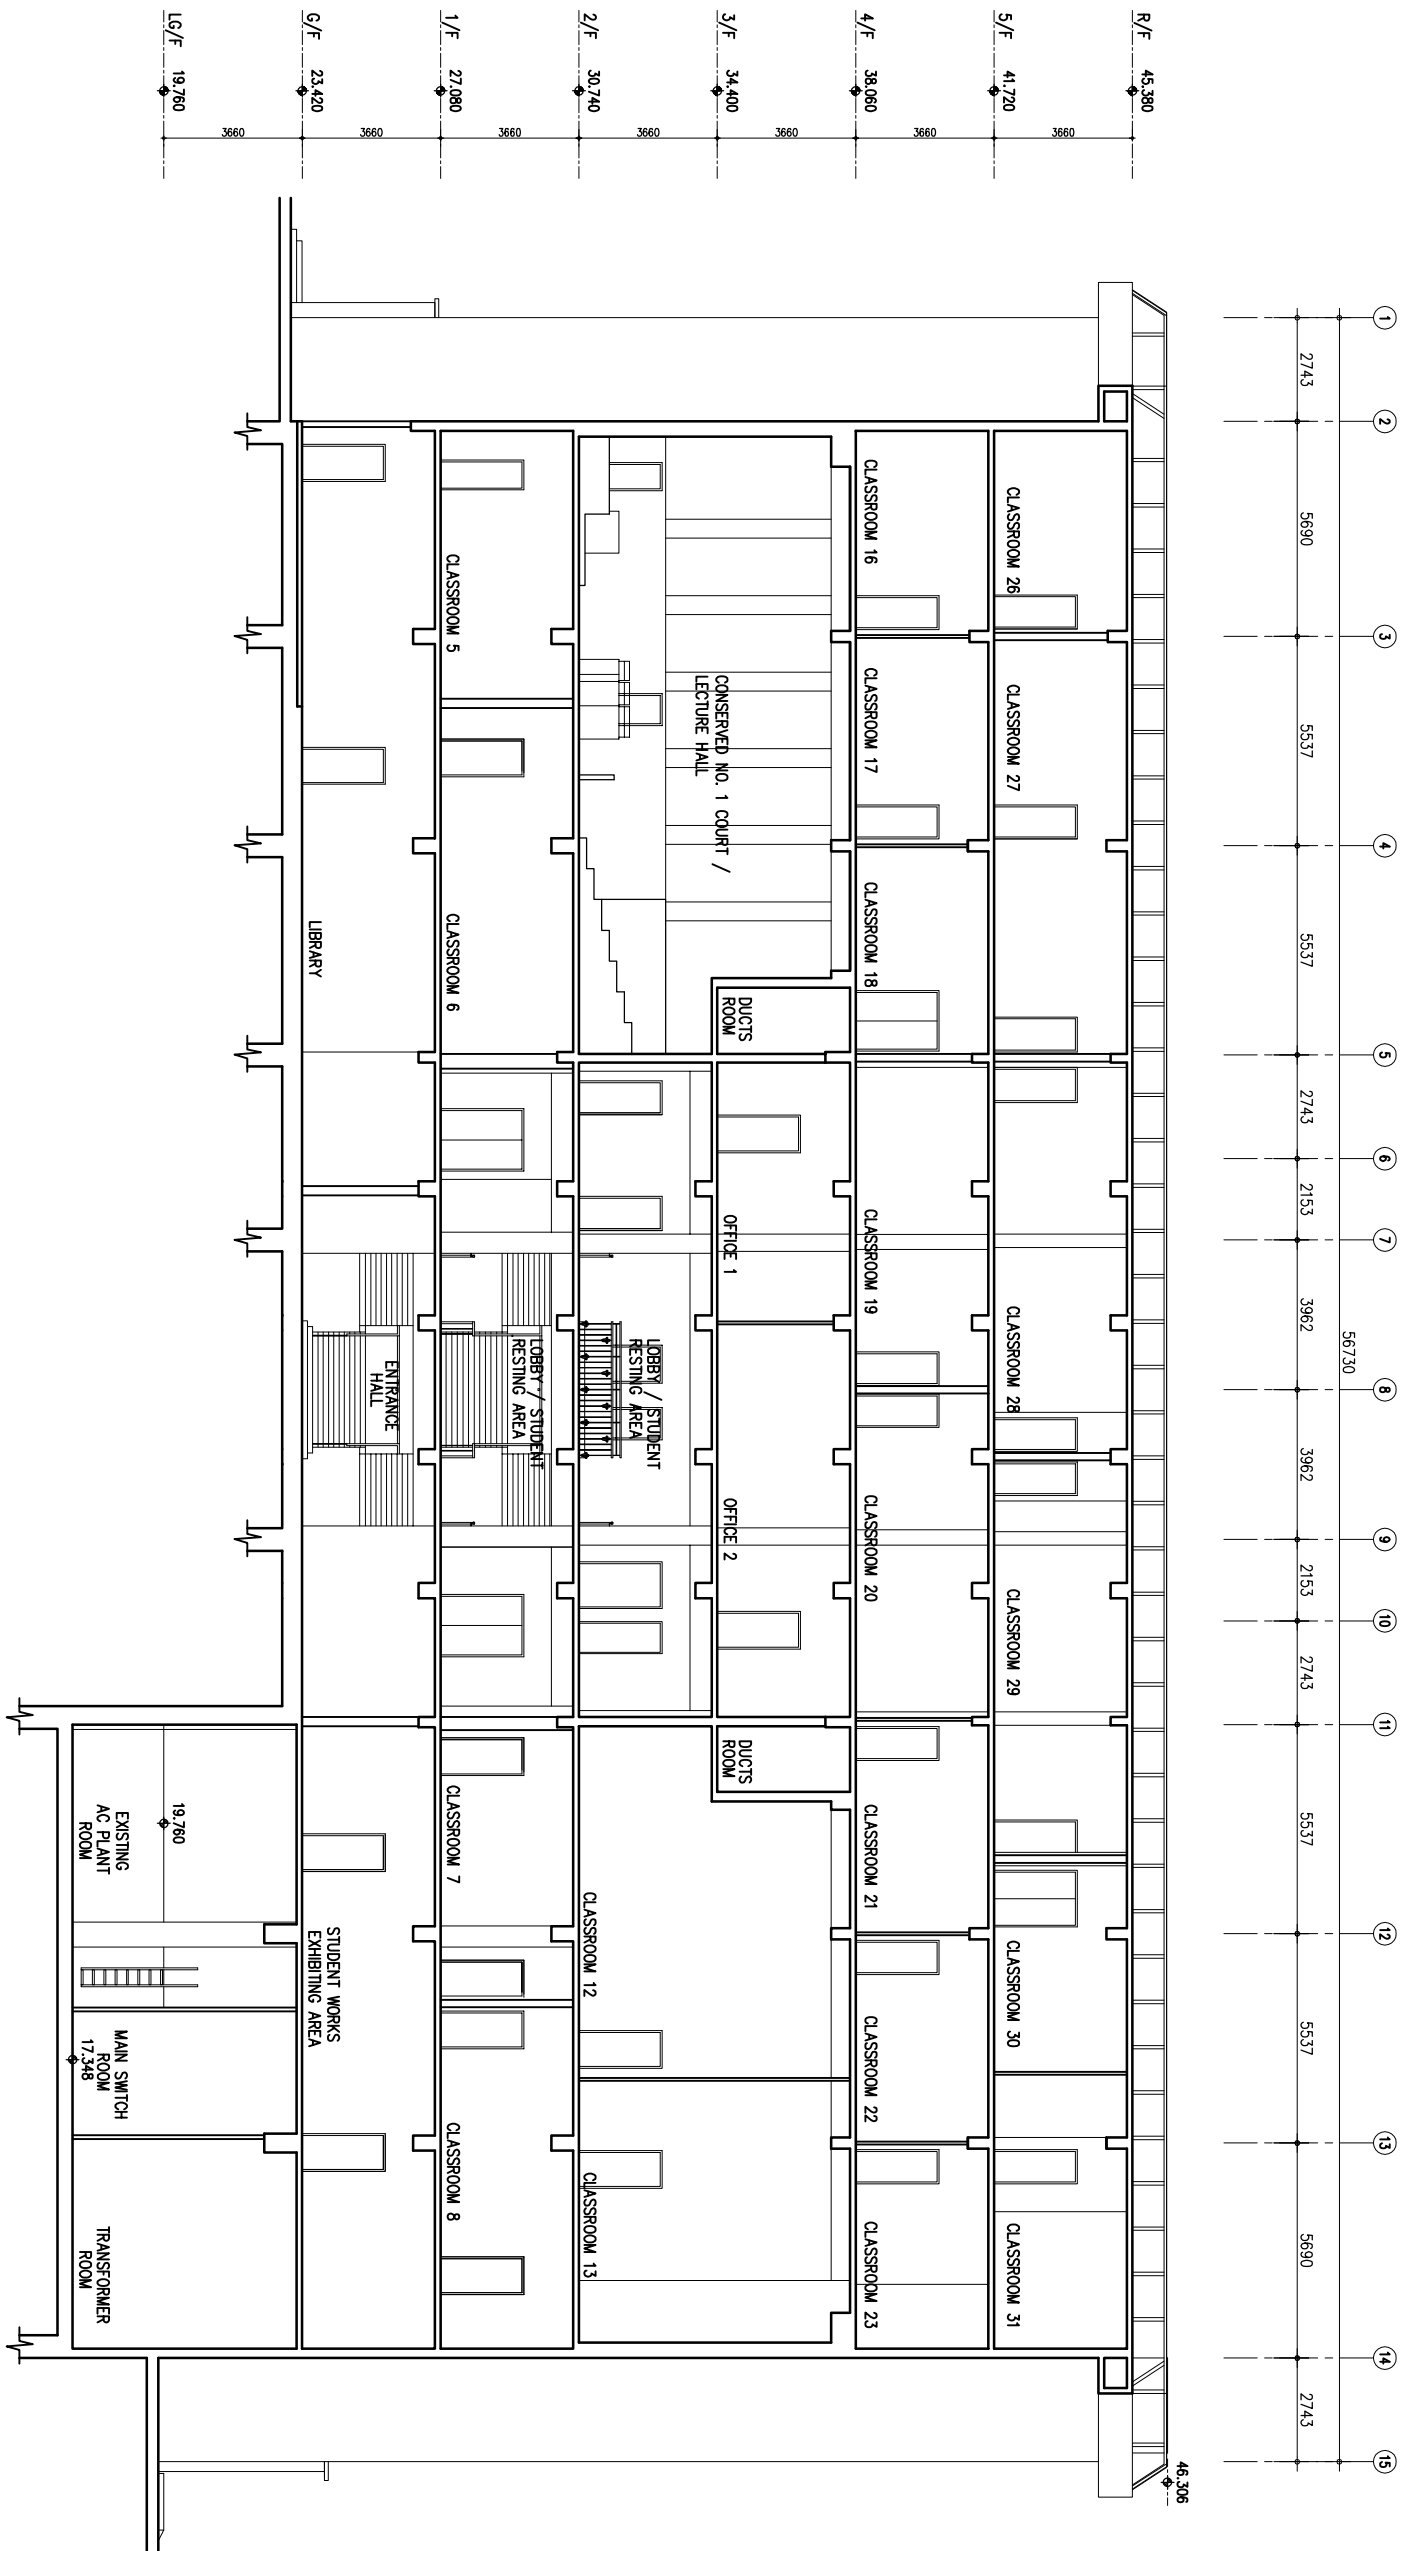 1
2
3
4
5
6
7
8
9
10
11
12
13
14
15
56730
2743
5690
5537
5537
2743
2153
3962
3962
2153
2743
5537
5537
5690
2743
46.306
R/F
45.380
3660
5/F
41.720
3660
4/F
38.060
3660
3/F
34.400
3660
2/F
30.740
3660
1/F
27.080
3660
G/F
23.420
3660
LG/F
19.760
CLASSROOM 26
CLASSROOM 27
CLASSROOM 28
CLASSROOM 29
CLASSROOM 30
CLASSROOM 31
CLASSROOM 16
CLASSROOM 17
CLASSROOM 18
CLASSROOM 19
CLASSROOM 20
CLASSROOM 21
CLASSROOM 22
CLASSROOM 23
CONSERVED NO. 1 COURT /
LECTURE HALL
DUCTS
ROOM
OFFICE 1
OFFICE 2
DUCTS
ROOM
LOBBY / STUDENT
RESTING AREA
CLASSROOM 12
CLASSROOM 13
CLASSROOM 5
CLASSROOM 6
LOBBY / STUDENT
RESTING AREA
CLASSROOM 7
CLASSROOM 8
LIBRARY
ENTRANCE
HALL
STUDENT WORKS
EXHIBITING AREA
19.760
EXISTING
AC PLANT
ROOM
MAIN SWITCH
ROOM
17.348
TRANSFORMER
ROOM